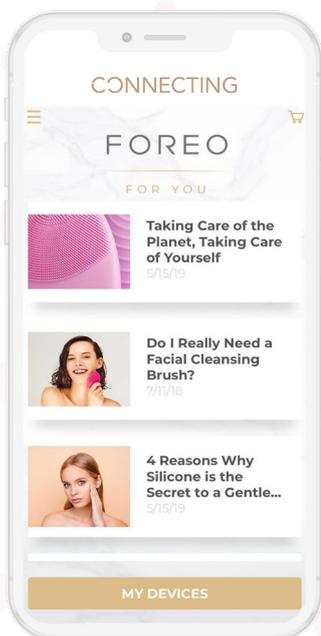 CONNECTING
FOREO
FOR YOU
Taking Care of the
Planet, Taking Care
of Yourself
5/15/19
Do I Really Need a
Facial Cleansing
Brush?
7/11/18
4 Reasons Why
Silicone is the
Secret to a Gentle...
5/15/19
MY DEVICES